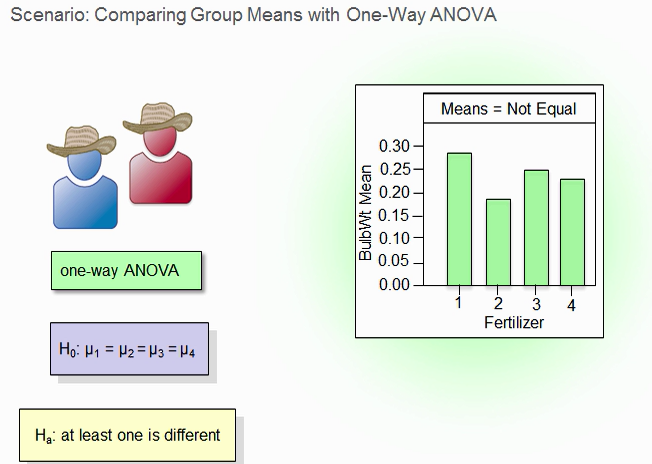 Scenario: Comparing Group Means with One-Way ANOVA
one-way ANOVA
H₀: μ₁ = μ₂ = μ₃ = μ₄
Hₐ: at least one is different
Means = Not Equal
BulbWt Mean
0.30
0.25
0.20
0.15
0.10
0.05
0.00
1 2 3 4
Fertilizer